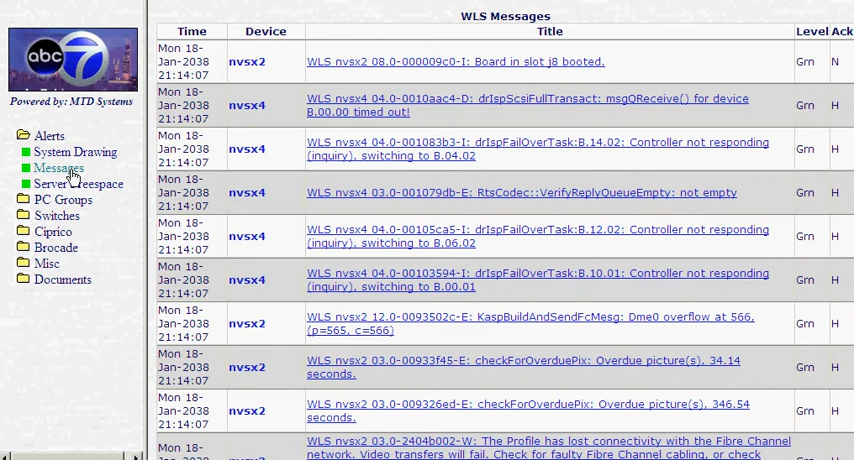 abc 7
Powered by: MTD Systems
Alerts
System Drawing
Messages
Server Freespace
PC Groups
Switches
Ciprico
Brocade
Misc
Documents
WLS Messages
Time Device Title Level Ack
Mon 18-
Jan-2038
21:14:07
nvsx2
WLS nvsx2 08.0-000009c0-I: Board in slot j8 booted.
Grn N
Mon 18-
Jan-2038
21:14:07
nvsx4
WLS nvsx4 04.0-0010aac4-D: drIspScsiFullTransact: msgQReceive() for device
B.00.00 timed out!
Grn H
Mon 18-
Jan-2038
21:14:07
nvsx4
WLS nvsx4 04.0-001083b3-I: drIspFailOverTask:B.14.02: Controller not responding
(inquiry), switching to B.04.02
Grn H
Mon 18-
Jan-2038
21:14:07
nvsx4
WLS nvsx4 03.0-001079db-E: RtsCodec::VerifyReplyQueueEmpty: not empty
Grn H
Mon 18-
Jan-2038
21:14:07
nvsx4
WLS nvsx4 04.0-00105ca5-I: drIspFailOverTask:B.12.02: Controller not responding
(inquiry), switching to B.06.02
Grn H
Mon 18-
Jan-2038
21:14:07
nvsx4
WLS nvsx4 04.0-00103594-I: drIspFailOverTask:B.10.01: Controller not responding
(inquiry), switching to B.00.01
Grn H
Mon 18-
Jan-2038
21:14:07
nvsx2
WLS nvsx2 12.0-0093502c-E: KaspBuildAndSendFcMesg: Dme0 overflow at 566,
(p=565, c=566)
Grn H
Mon 18-
Jan-2038
21:14:07
nvsx2
WLS nvsx2 03.0-00933f45-E: checkForOverduePix: Overdue picture(s), 34.14
seconds.
Grn H
Mon 18-
Jan-2038
21:14:07
nvsx2
WLS nvsx2 03.0-009326ed-E: checkForOverduePix: Overdue picture(s), 346.54
seconds.
Grn H
Mon 18-
WLS nvsx2 03.0-2404b002-W: The Profile has lost connectivity with the Fibre Channel
network. Video transfers will fail. Check for faulty Fibre Channel cabling, or check